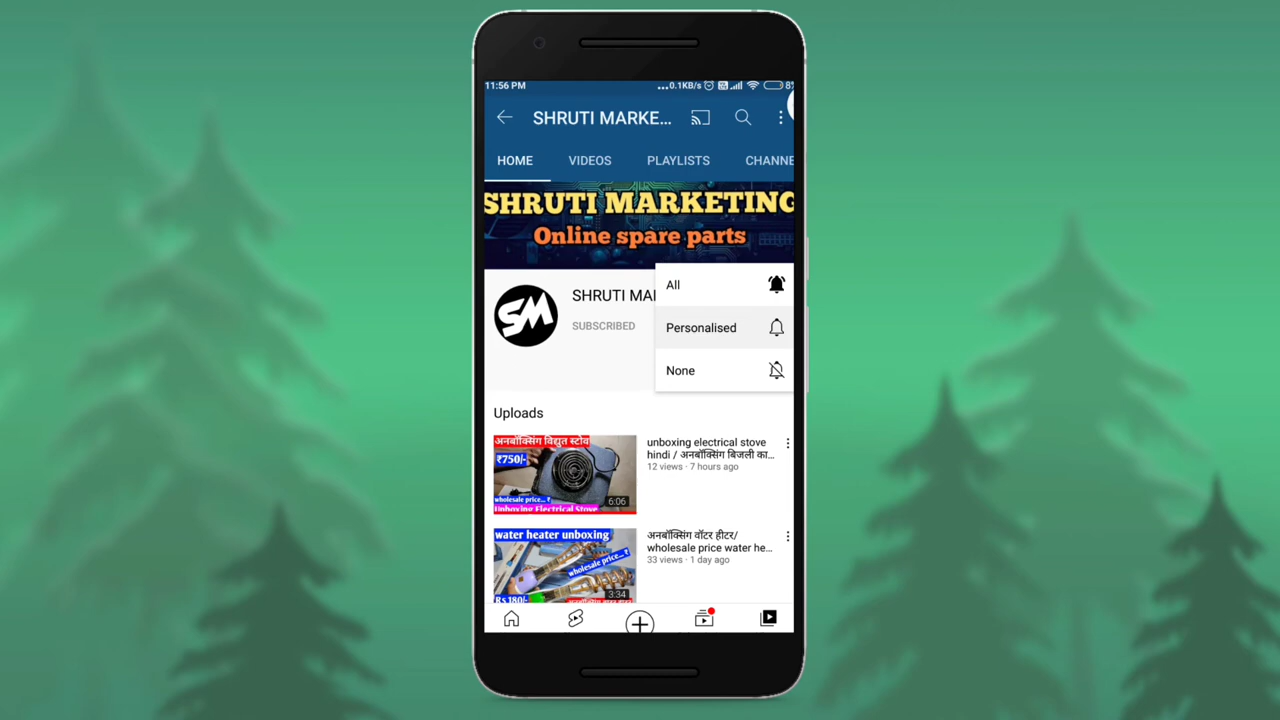 11:56 PM
...0.1KB/s
8%
SHRUTI MARKE...
HOME
VIDEOS
PLAYLISTS
CHANNE
SHRUTI MARKETING
Online spare parts
SM
SHRUTI MA
SUBSCRIBED
All
Personalised
None
Uploads
अनबॉक्सिंग विद्युत स्टोव
₹750/-
wholesale price... ₹
Unboxing Electrical Stove
6:06
unboxing electrical stove
hindi / अनबॉक्सिंग बिजली का...
12 views · 7 hours ago
water heater unboxing
wholesale price...₹
Rs 180/-
3:34
अनबॉक्सिंग वॉटर हीटर/
wholesale price water he...
33 views · 1 day ago